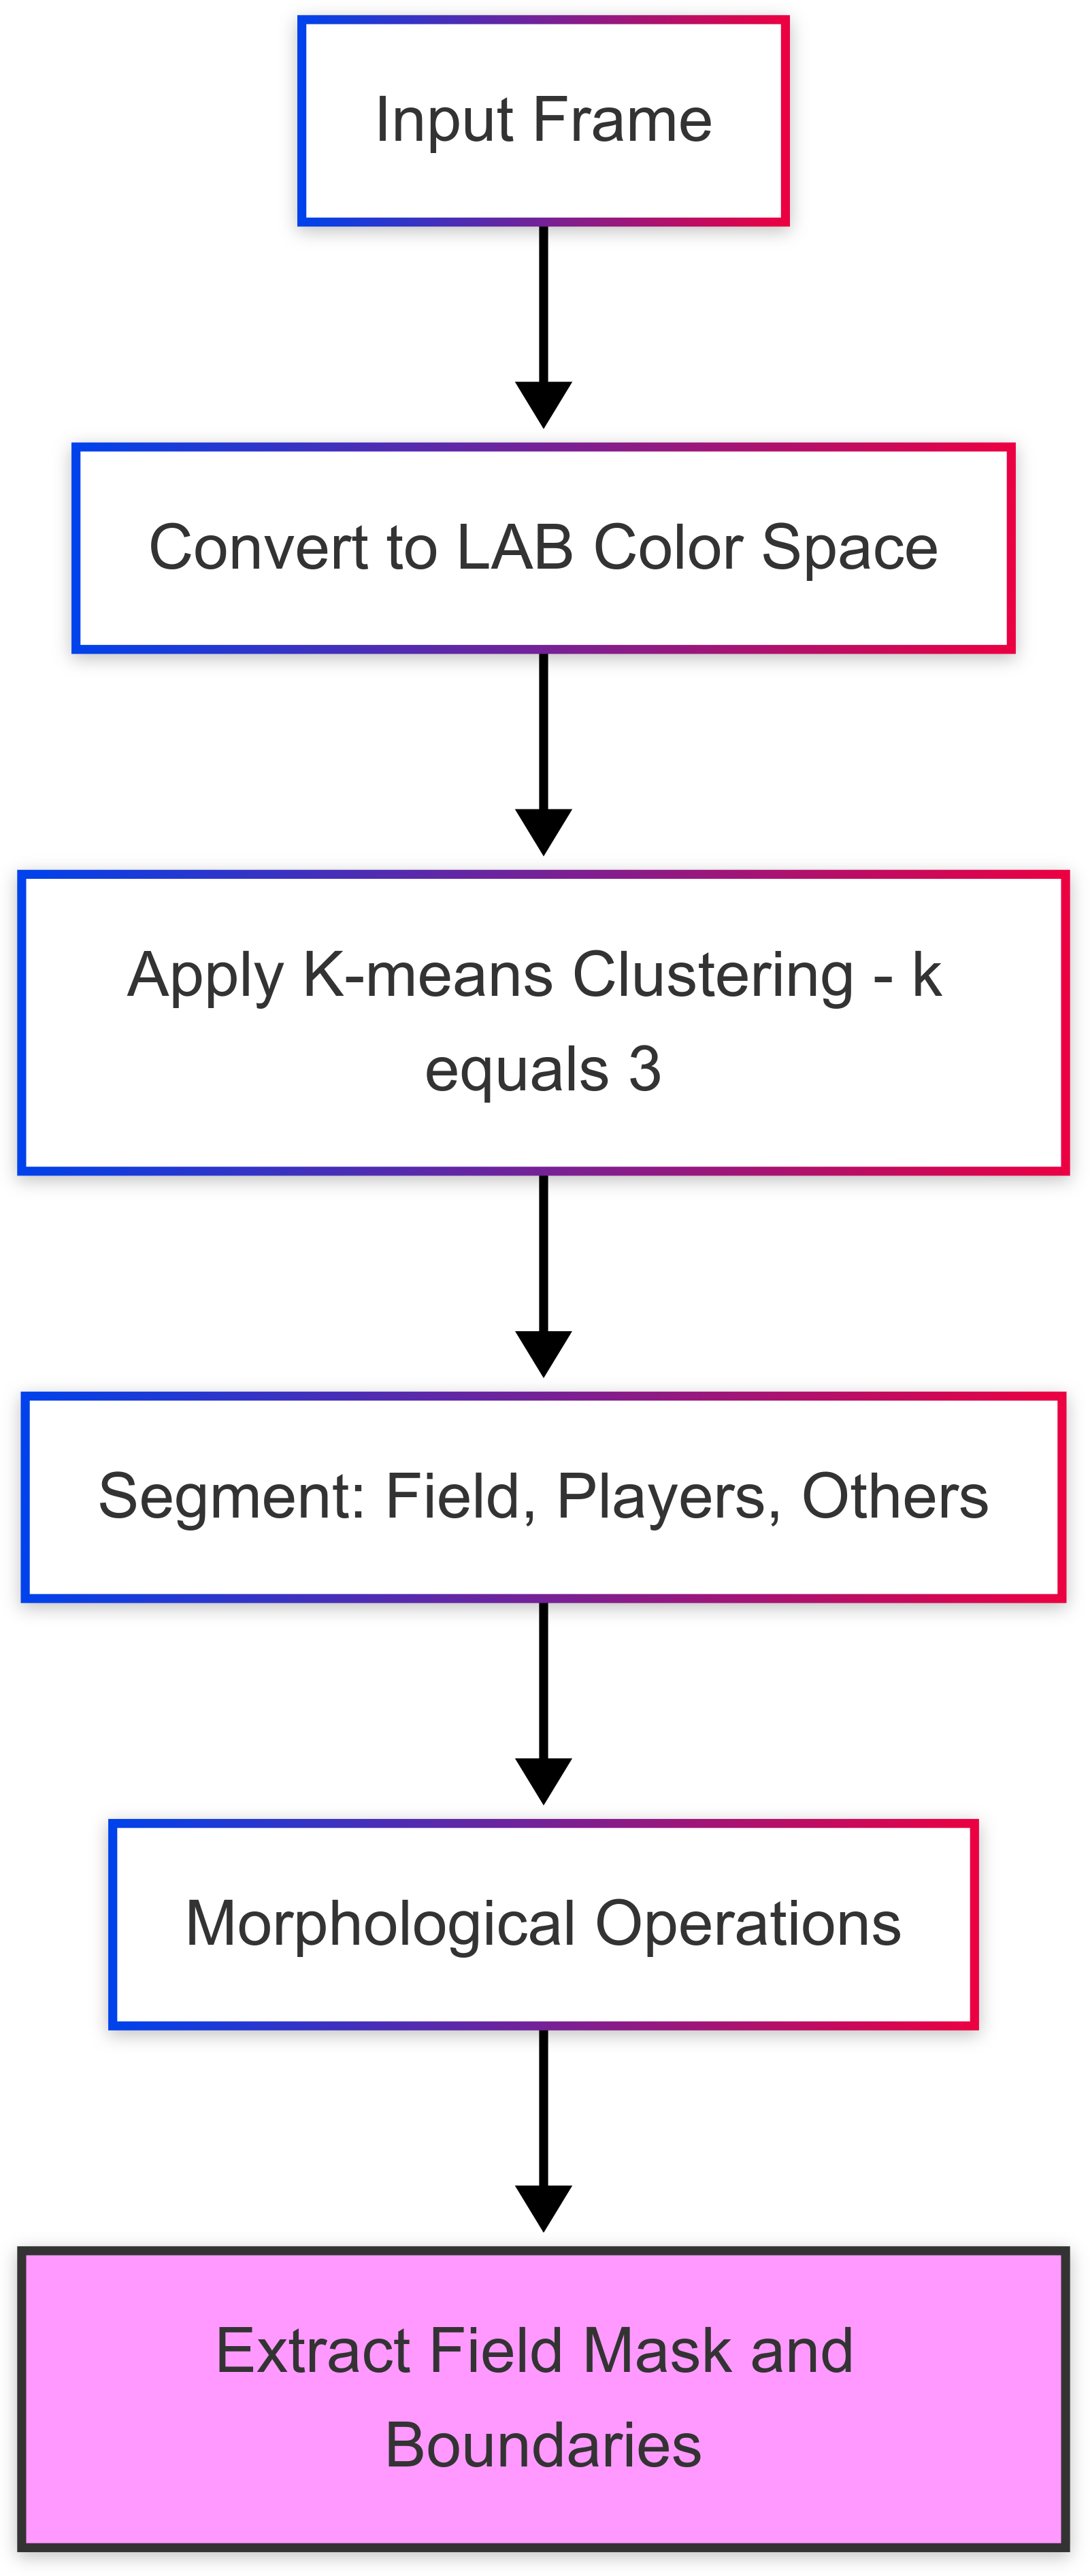 Input Frame
Convert to LAB Color Space
Apply K-means Clustering - k
equals 3
Segment: Field, Players, Others
Morphological Operations
Extract Field Mask and
Boundaries